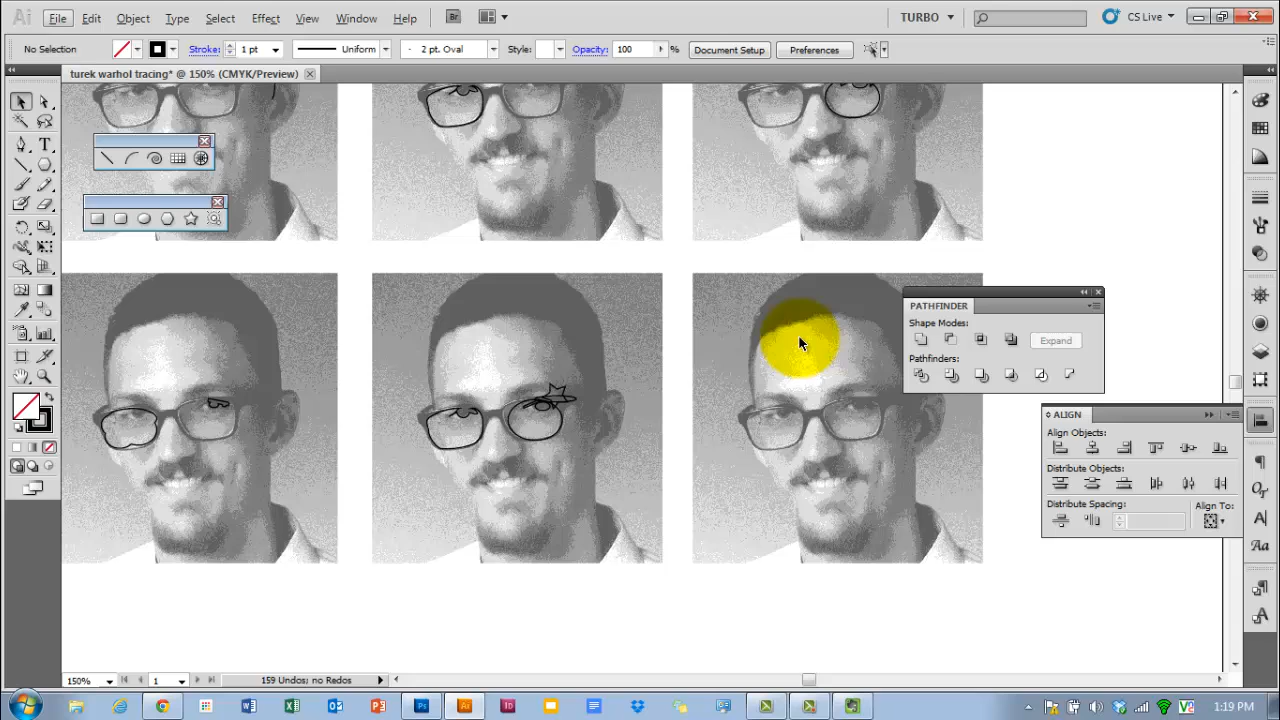 Ai File Edit Object Type Select Effect View Window Help Br TURBO CS Live
No Selection Stroke: 1 pt Uniform 2 pt. Oval Style: Opacity: 100 % Document Setup Preferences
turek warhol tracing* @ 150% (CMYK/Preview)
T
PATHFINDER
Shape Modes:
Expand
Pathfinders:
ALIGN
Align Objects:
Distribute Objects:
Distribute Spacing:
Align To:
150% 1 159 Undos; no Redos
1:19 PM